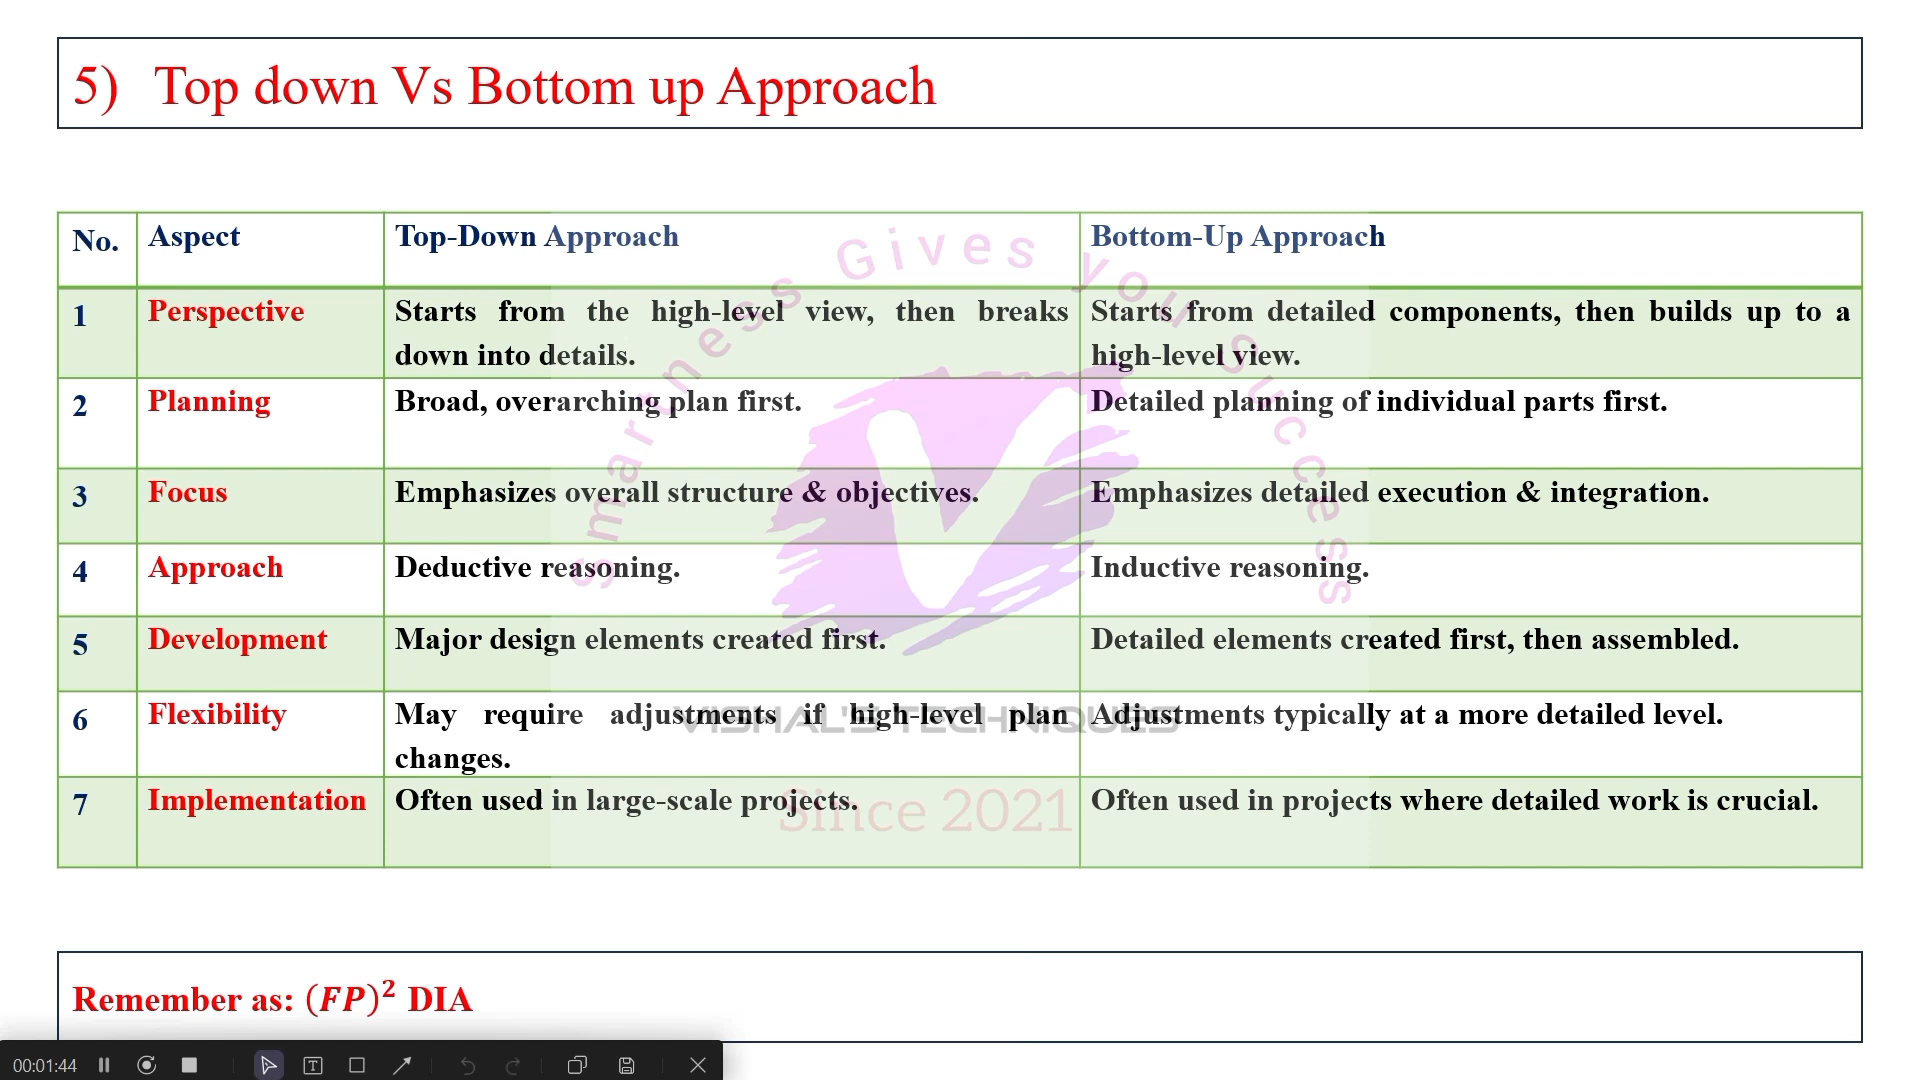 5) Top down Vs Bottom up Approach
No. Aspect Top-Down Approach Bottom-Up Approach
1 Perspective Starts from the high-level view, then breaks down into details. Starts from detailed components, then builds up to a high-level view.
2 Planning Broad, overarching plan first. Detailed planning of individual parts first.
3 Focus Emphasizes overall structure & objectives. Emphasizes detailed execution & integration.
4 Approach Deductive reasoning. Inductive reasoning.
5 Development Major design elements created first. Detailed elements created first, then assembled.
6 Flexibility May require adjustments if high-level plan changes. Adjustments typically at a more detailed level.
7 Implementation Often used in large-scale projects. Often used in projects where detailed work is crucial.
Smartness Gives you Success
VISHAL'S TECHNIQUES
Since 2021
Remember as: (FP)² DIA
00:01:44